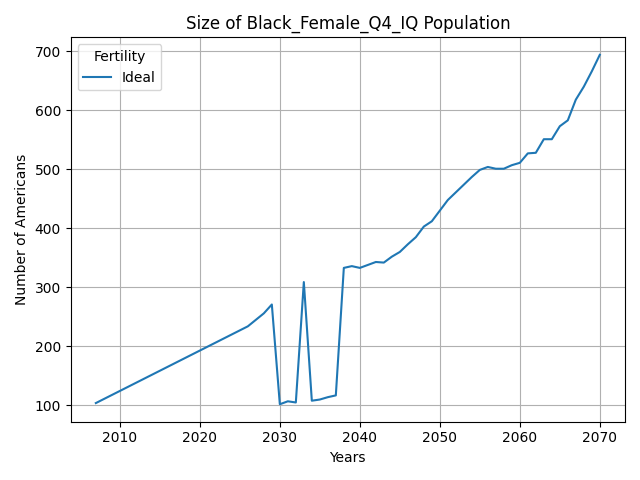 Size of Black_Female_Q4_IQ Population
Fertility
Ideal
Number of Americans
700
600
500
400
300
200
100
2010 2020 2030 2040 2050 2060 2070
Years